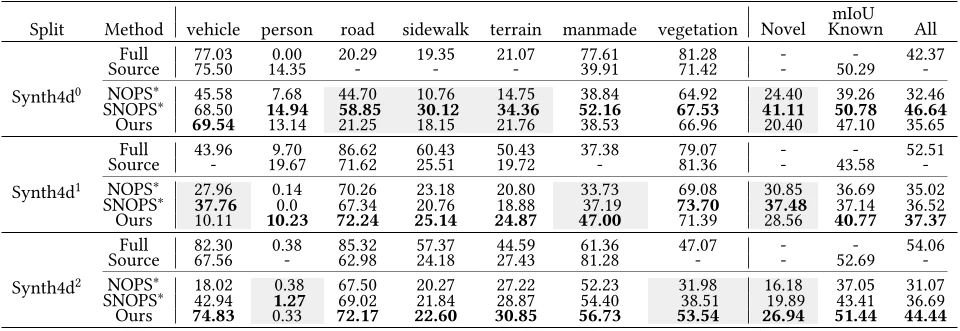 Split Method vehicle person road sidewalk terrain manmade vegetation Novel mIoU Known All
Full 77.03 0.00 20.29 19.35 21.07 77.61 81.28 - - 42.37
Source 75.50 14.35 - - - 39.91 71.42 - 50.29
Synth4d⁰
NOPS* 45.58 7.68 44.70 10.76 14.75 38.84 64.92 24.40 39.26 32.46
SNOPS* 68.50 14.94 58.85 30.12 34.36 52.16 67.53 41.11 50.78 46.64
Ours 69.54 13.14 21.25 18.15 21.76 38.53 66.96 20.40 47.10 35.65
Full 43.96 9.70 86.62 60.43 50.43 37.38 79.07 - - 52.51
Source - 19.67 71.62 25.51 19.72 - 81.36 - 43.58
Synth4d¹
NOPS* 27.96 0.14 70.26 23.18 20.80 33.73 69.08 30.85 36.69 35.02
SNOPS* 37.76 0.0 67.34 20.76 18.88 37.19 73.70 37.48 37.14 36.52
Ours 10.11 10.23 72.24 25.14 24.87 47.00 71.39 28.56 40.77 37.37
Full 82.30 0.38 85.32 57.37 44.59 61.36 47.07 - - 54.06
Source 67.56 - 62.98 24.18 27.43 81.28 - - 52.69
Synth4d²
NOPS* 18.02 0.38 67.50 20.27 27.22 52.23 31.98 16.18 37.05 31.07
SNOPS* 42.94 1.27 69.02 21.84 28.87 54.40 38.51 19.89 43.41 36.69
Ours 74.83 0.33 72.17 22.60 30.85 56.73 53.54 26.94 51.44 44.44